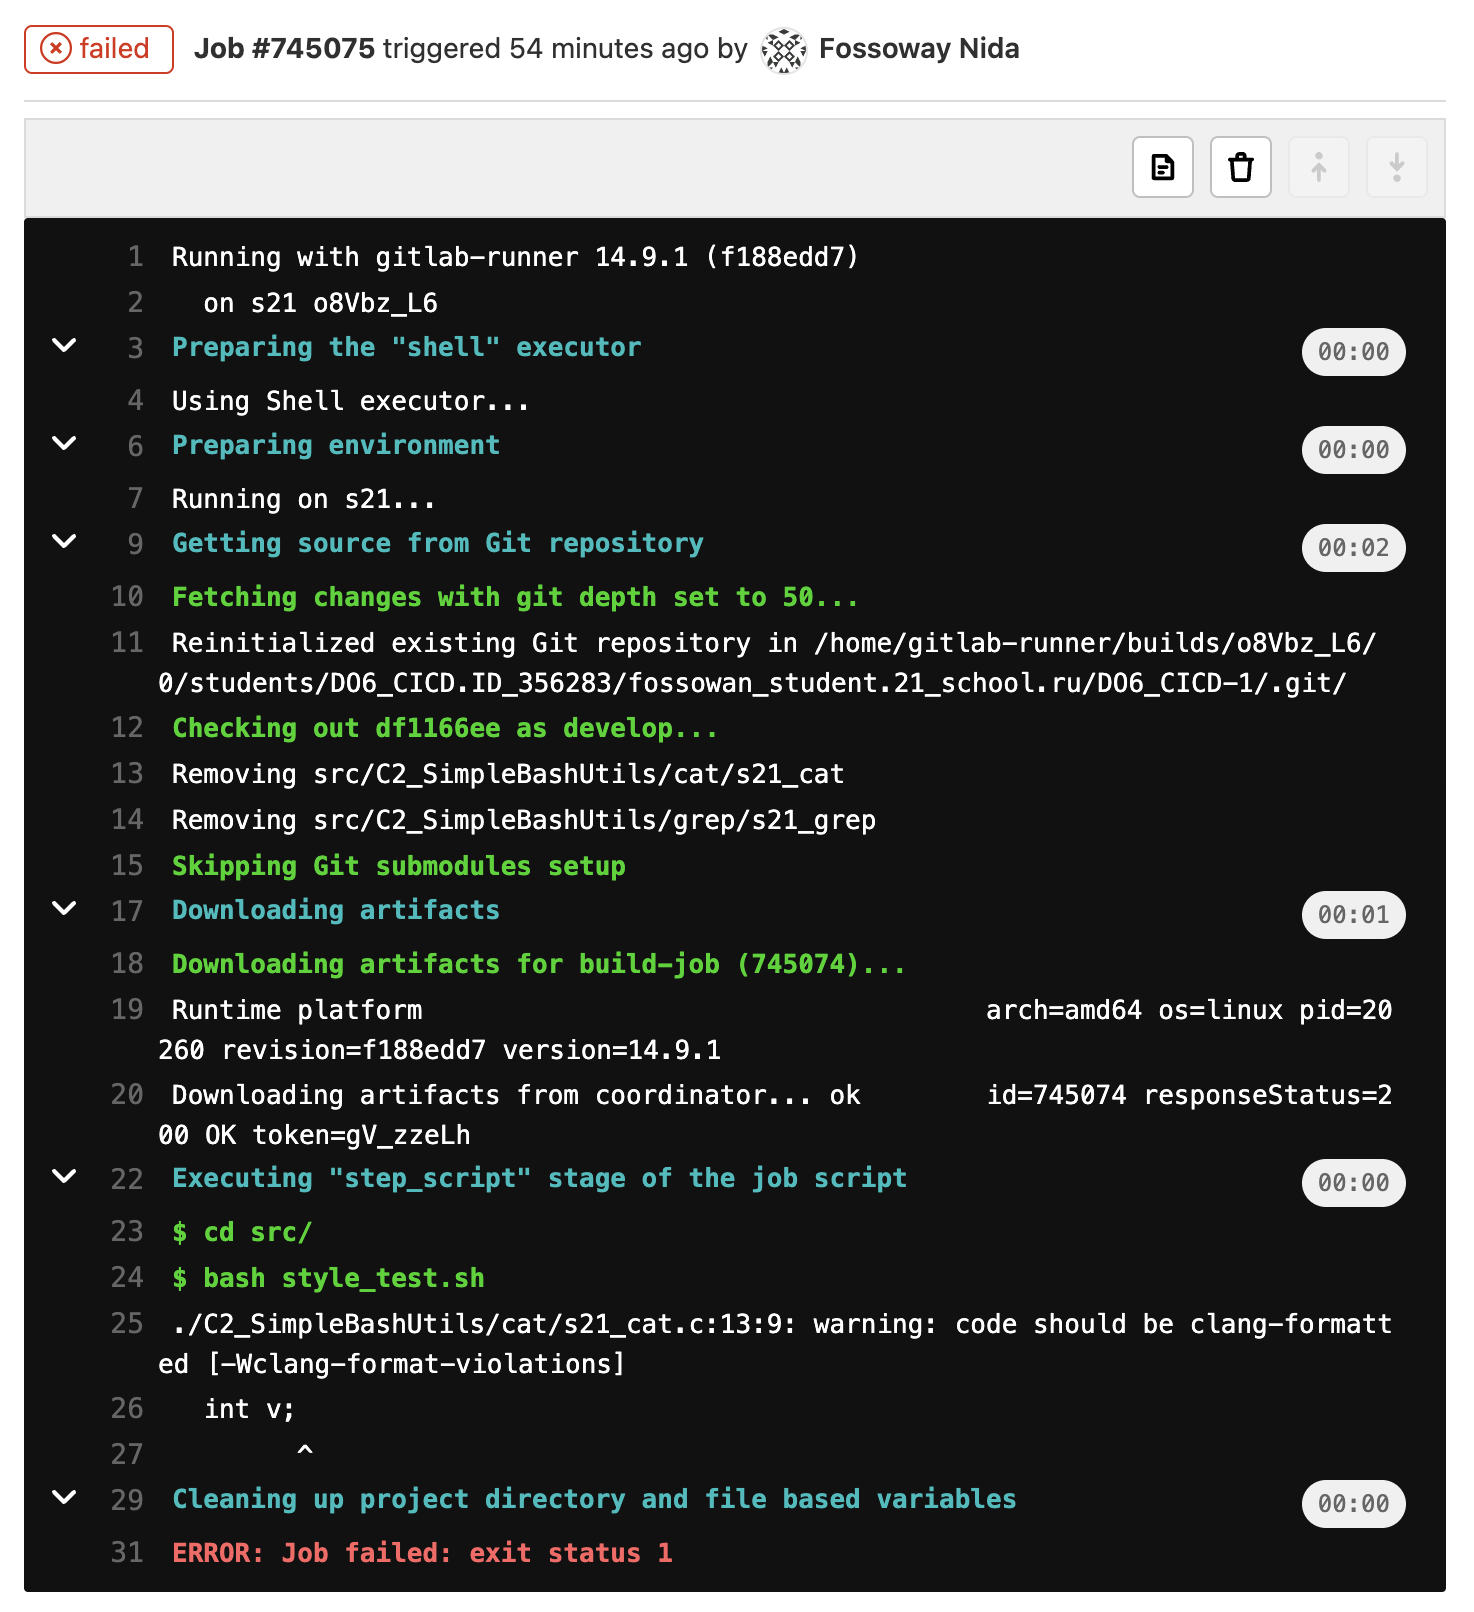 failed Job #745075 triggered 54 minutes ago by Fossoway Nida
1 Running with gitlab-runner 14.9.1 (f188edd7)
2 on s21 o8Vbz_L6
3 Preparing the "shell" executor 00:00
4 Using Shell executor...
6 Preparing environment 00:00
7 Running on s21...
9 Getting source from Git repository 00:02
10 Fetching changes with git depth set to 50...
11 Reinitialized existing Git repository in /home/gitlab-runner/builds/o8Vbz_L6/
0/students/DO6_CICD.ID_356283/fossowan_student.21_school.ru/DO6_CICD-1/.git/
12 Checking out df1166ee as develop...
13 Removing src/C2_SimpleBashUtils/cat/s21_cat
14 Removing src/C2_SimpleBashUtils/grep/s21_grep
15 Skipping Git submodules setup
17 Downloading artifacts 00:01
18 Downloading artifacts for build-job (745074)...
19 Runtime platform arch=amd64 os=linux pid=20
260 revision=f188edd7 version=14.9.1
20 Downloading artifacts from coordinator... ok id=745074 responseStatus=2
00 OK token=gV_zzeLh
22 Executing "step_script" stage of the job script 00:00
23 $ cd src/
24 $ bash style_test.sh
25 ./C2_SimpleBashUtils/cat/s21_cat.c:13:9: warning: code should be clang-formatt
ed [-Wclang-format-violations]
26 int v;
27 ^
29 Cleaning up project directory and file based variables 00:00
31 ERROR: Job failed: exit status 1